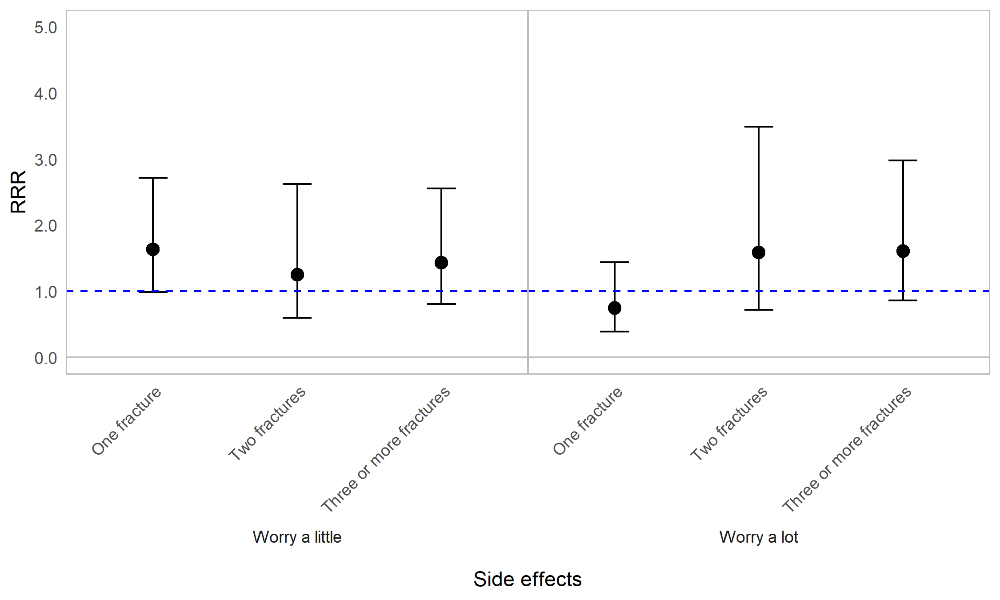 5.0
4.0
3.0
2.0
1.0
0.0
RRR
One fracture
Two fractures
Three or more fractures
One fracture
Two fractures
Three or more fractures
Worry a little
Worry a lot
Side effects